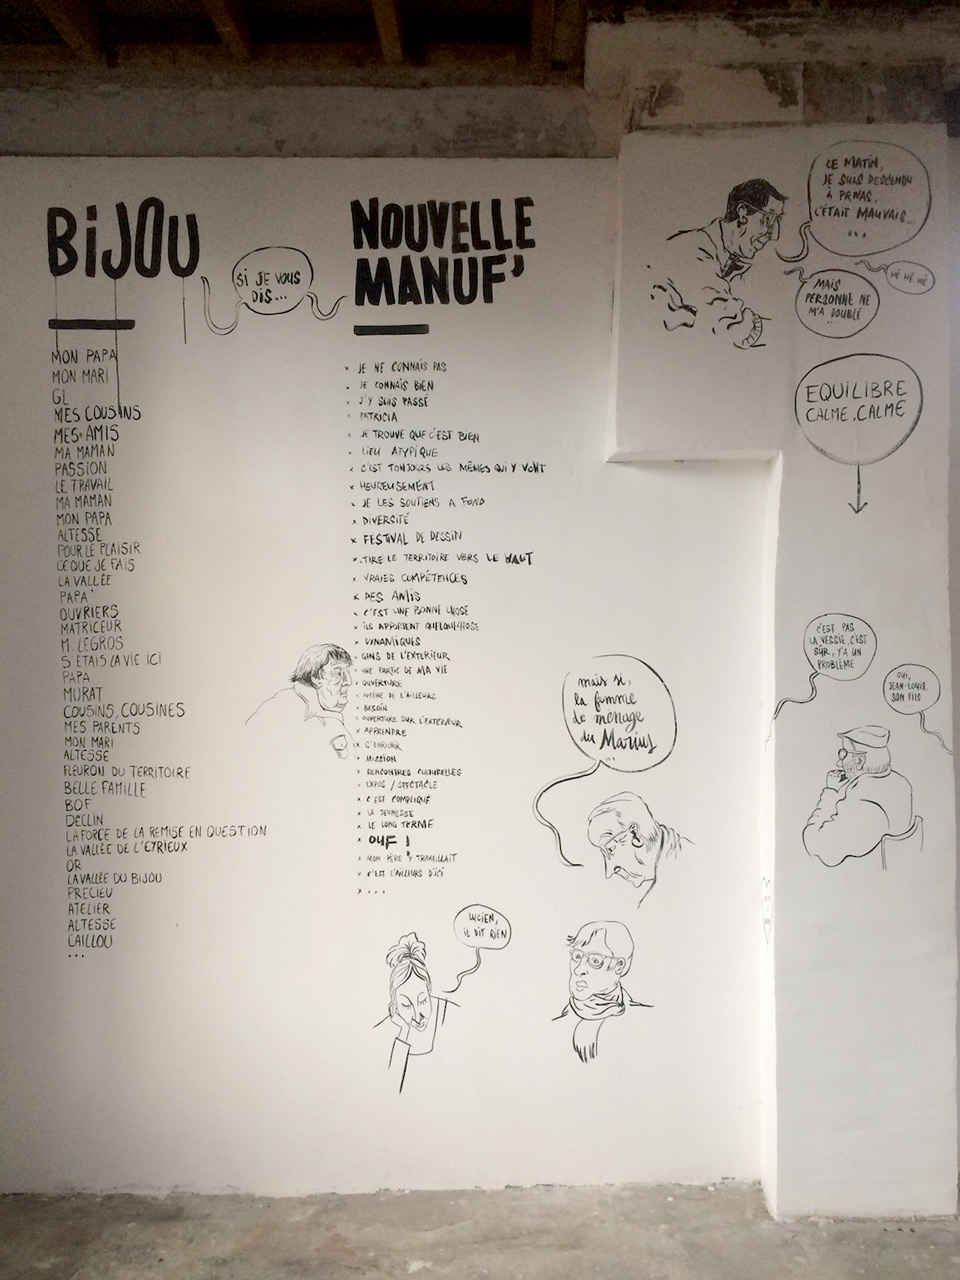 BiJOU
SI JE VOUS
DIS...
NOUVELLE
MANUF'
MON PAPA
MON MARI
GL
MES COUSINS
MES AMIS
MA MAMAN
PASSION
LE TRAVAIL
MA MAMAN
MON PAPA
ALTESSE
POUR LE PLAISIR
CE QUE JE FAIS
LA VALLÉE
PAPA
OUVRIERS
MATRICEUR
M. LEGROS
S'ETAIS LA VIE ICI
PAPA
MURAT
COUSINS, COUSINES
MES PARENTS
MON MARI
ALTESSE
FLEURON DU TERRITOIRE
BELLE FAMILLE
BOF
DECLIN
LA FORCE DE LA REMISE EN QUESTION
LA VALLÉE DE L'EYRIEUX
OR
LA VALLÉE DU BIJOU
PRECIEU
ATELIER
ALTESSE
CAILLOU
...
x JE NE CONNAIS PAS
x JE CONNAIS BIEN
x J'Y SUIS PASSÉ
x PATRICIA
x JE TROUVE QUE C'EST BIEN
x LIEU ATYPIQUE
x C'EST TOUJOURS LES MÊMES QUI Y VONT
x HEUREUSEMENT
x JE LES SOUTIENS A FOND
x DIVERSITÉ
x FESTIVAL DE DESSIN
x TIRE LE TERRITOIRE VERS LE HAUT
x VRAIES COMPÉTENCES
x DES AMIS
x C'EST UNE BONNE CHOSE
x ILS APPORTENT QUELQUECHOSE
x DYNAMIQUES
x GENS DE L'EXTERIEUR
x UNE PARTIE DE MA VIE
x OUVERTURE
DE L'AILLEURS
x BESOIN
x OUVERTURE SUR L'EXTERIEUR
x APPRENDRE
x S'ENRICHIR
x MISSION
x RENCONTRES CULTURELLES
x EXPOS / SPECTACLE
x C'EST COMPLIQUÉ
x LA JEUNESSE
x LE LONG TERME
x OUF !
x MON PÈRE Y TRAVAILLAIT
x C'EST L'AILLEURS D'ICI
x ...
LE MATIN,
JE SUIS DESCENDU
À PRIVAS.
C'ÉTAIT MAUVAIS...
...
HÉ HÉ HÉ
MAIS
PERSONNE NE
M'A DOUBLÉ
EQUILIBRE
CALME, CALME
C'EST PAS
LA VESSIE, C'EST
SUR, Y'A UN
PROBLÈME
OUI,
JEAN-LOUIS,
SON FILS
mais si,
la femme
de ménage
du Marius
...
LUCIEN,
IL DIT RIEN